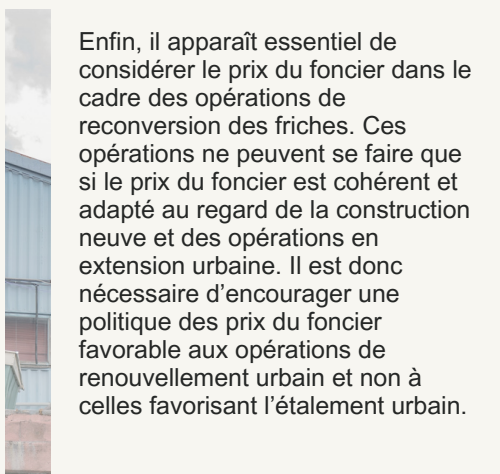 Enfin, il apparaît essentiel de
considérer le prix du foncier dans le
cadre des opérations de
reconversion des friches. Ces
opérations ne peuvent se faire que
si le prix du foncier est cohérent et
adapté au regard de la construction
neuve et des opérations en
extension urbaine. Il est donc
nécessaire d’encourager une
politique des prix du foncier
favorable aux opérations de
renouvellement urbain et non à
celles favorisant l’étalement urbain.